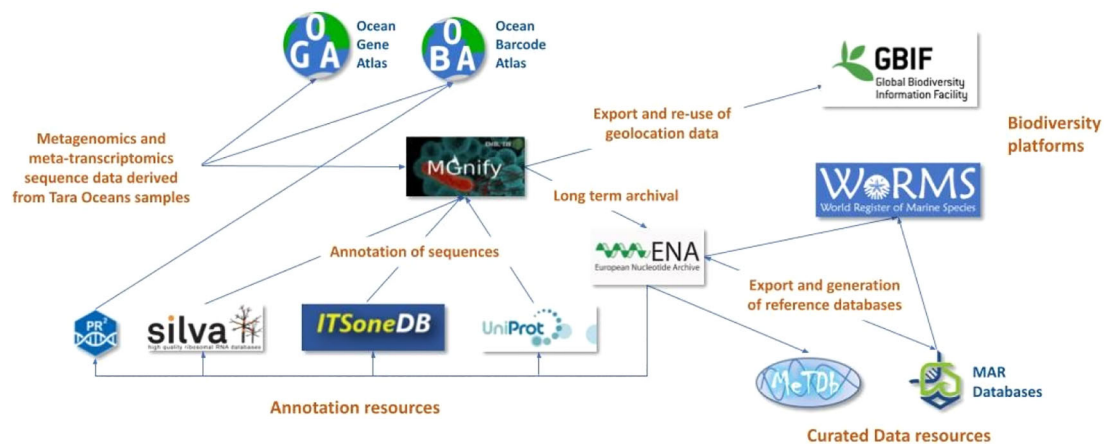 O
GA
Ocean
Gene
Atlas
O
BA
Ocean
Barcode
Atlas
GBIF
Global Biodiversity
Information Facility
Export and re-use of
geolocation data
Biodiversity
platforms
Metagenomics and
meta-transcriptomics
sequence data derived
from Tara Oceans samples
MGnify
WoRMS
World Register of Marine Species
Long term archival
ENA
European Nucleotide Archive
Annotation of sequences
Export and generation
of reference databases
PR2
silva
high quality ribosomal RNA databases
ITSoneDB
UniProt
MeTDb
MAR
Databases
Annotation resources
Curated Data resources